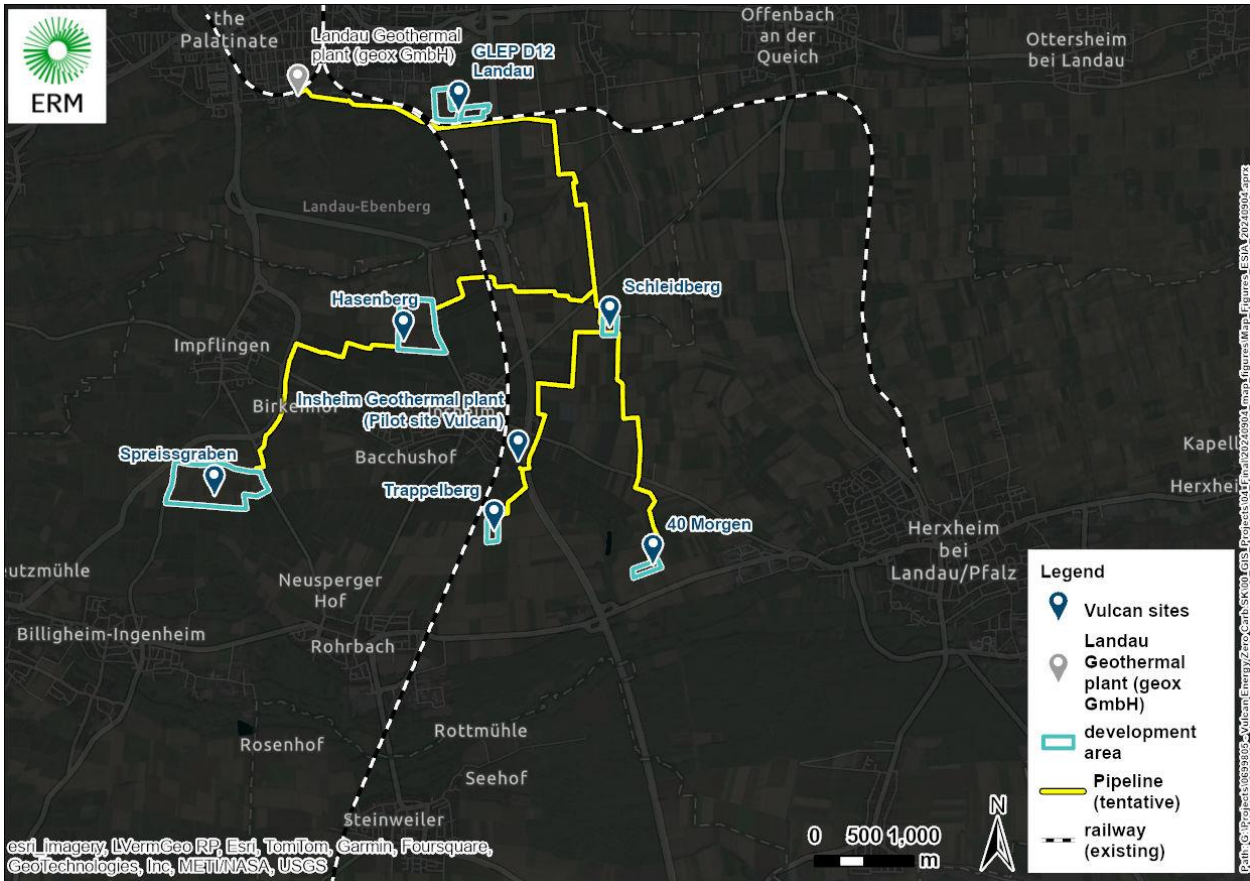 ERM
the
Palatinate
Landau Geothermal
plant (geox GmbH)
GLEP D12
Landau
Offenbach
an der
Queich
Ottersheim
bei Landau
Landau-Ebenberg
Hasenberg
Schleidberg
Impflingen
Birkenhof
Insheim Geothermal plant
(Pilot site Vulcan)
Insheim
Spreissgraben
Bacchushof
Trappelberg
40 Morgen
Kapell
Herxhei
Herxheim
bei
Landau/Pfalz
eutzmühle
Neusperger
Hof
Billigheim-Ingenheim
Rohrbach
Rottmühle
Rosenhof
Seehof
Steinweiler
Legend
Vulcan sites
Landau
Geothermal
plant (geox
GmbH)
development
area
Pipeline
(tentative)
railway
(existing)
0 500 1,000
m
N
esri_imagery, LVermGeo RP, Esri, TomTom, Garmin, Foursquare,
GeoTechnologies, Inc, METI/NASA, USGS